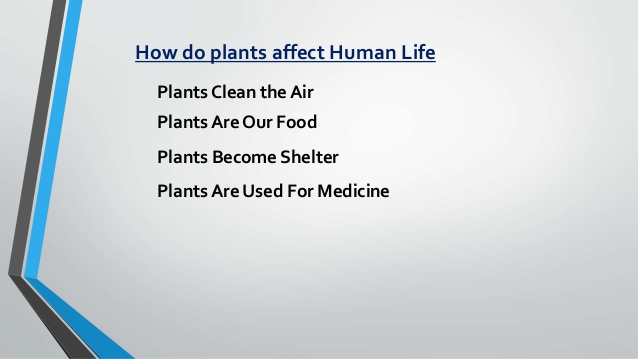 How do plants affect Human Life
Plants Clean the Air
Plants Are Our Food
Plants Become Shelter
Plants Are Used For Medicine